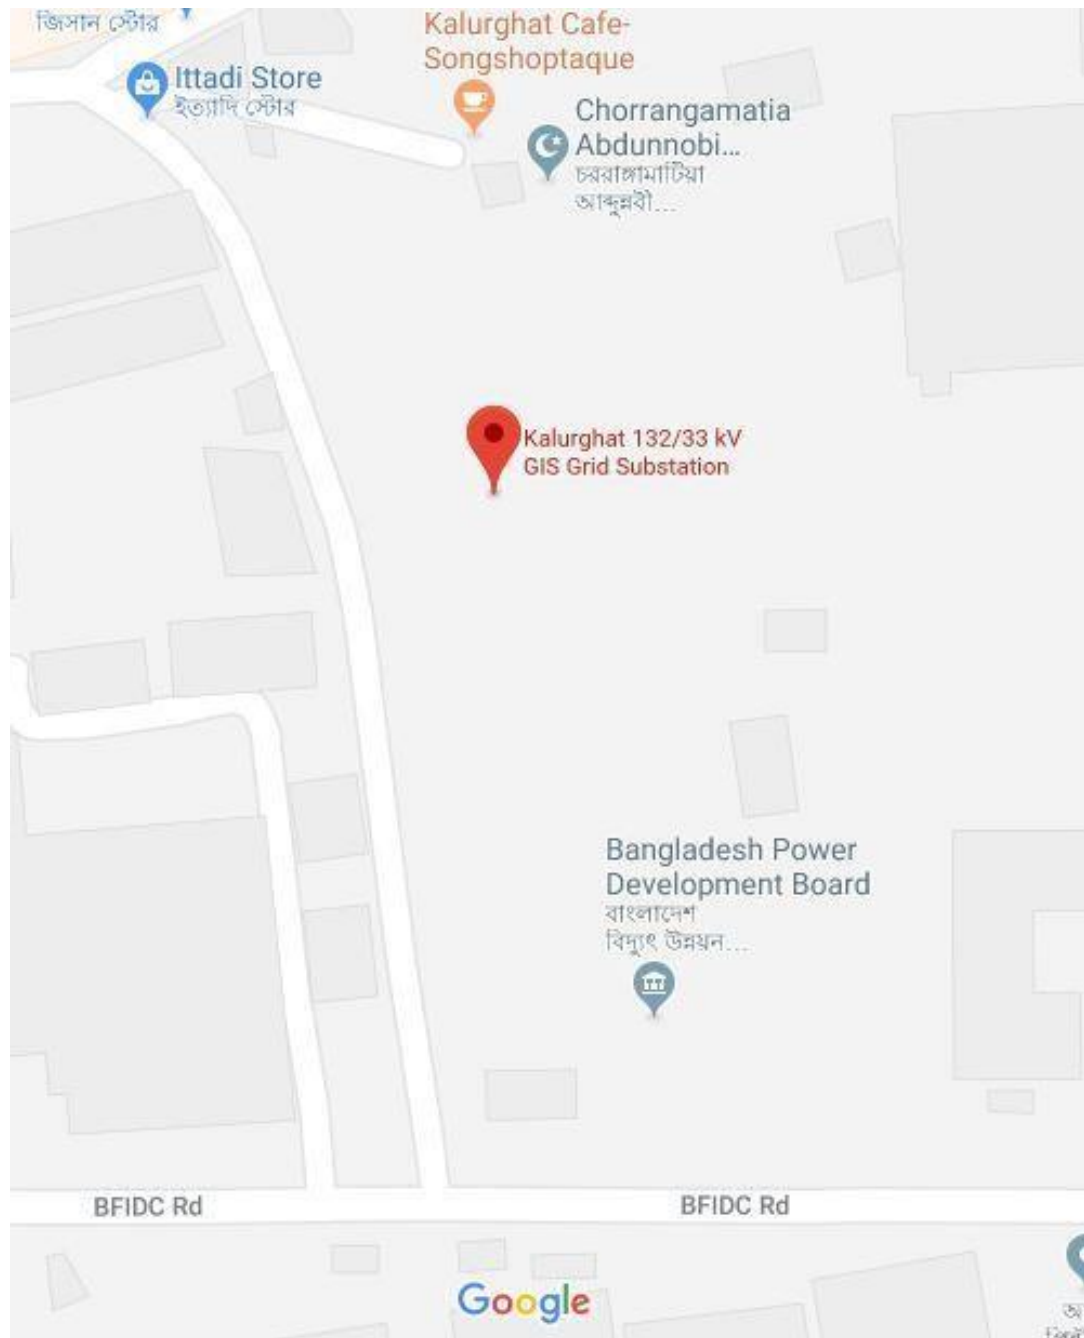 জিসান স্টোর
Kalurghat Cafe-
Songshoptaque
Ittadi Store
ইত্যাদি স্টোর
Chorrangamatia
Abdunnobi...
চররাঙ্গামাটিয়া
আব্দুন্নবী...
Kalurghat 132/33 kV
GIS Grid Substation
Bangladesh Power
Development Board
বাংলাদেশ
বিদ্যুৎ উন্নয়ন...
BFIDC Rd
BFIDC Rd
Google